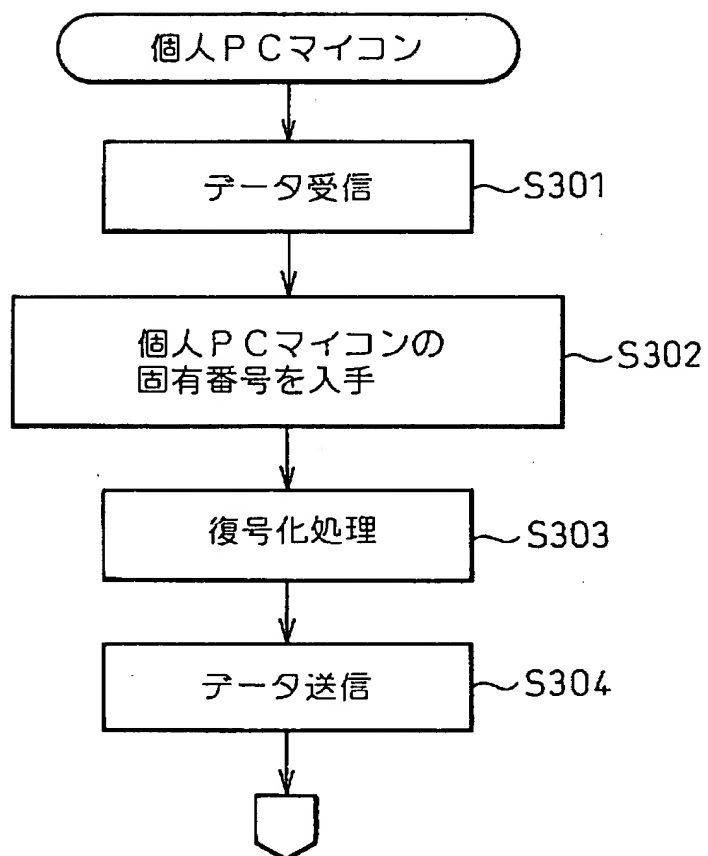 個人ＰＣマイコン
データ受信
S301
個人ＰＣマイコンの
固有番号を入手
S302
復号化処理
S303
データ送信
S304